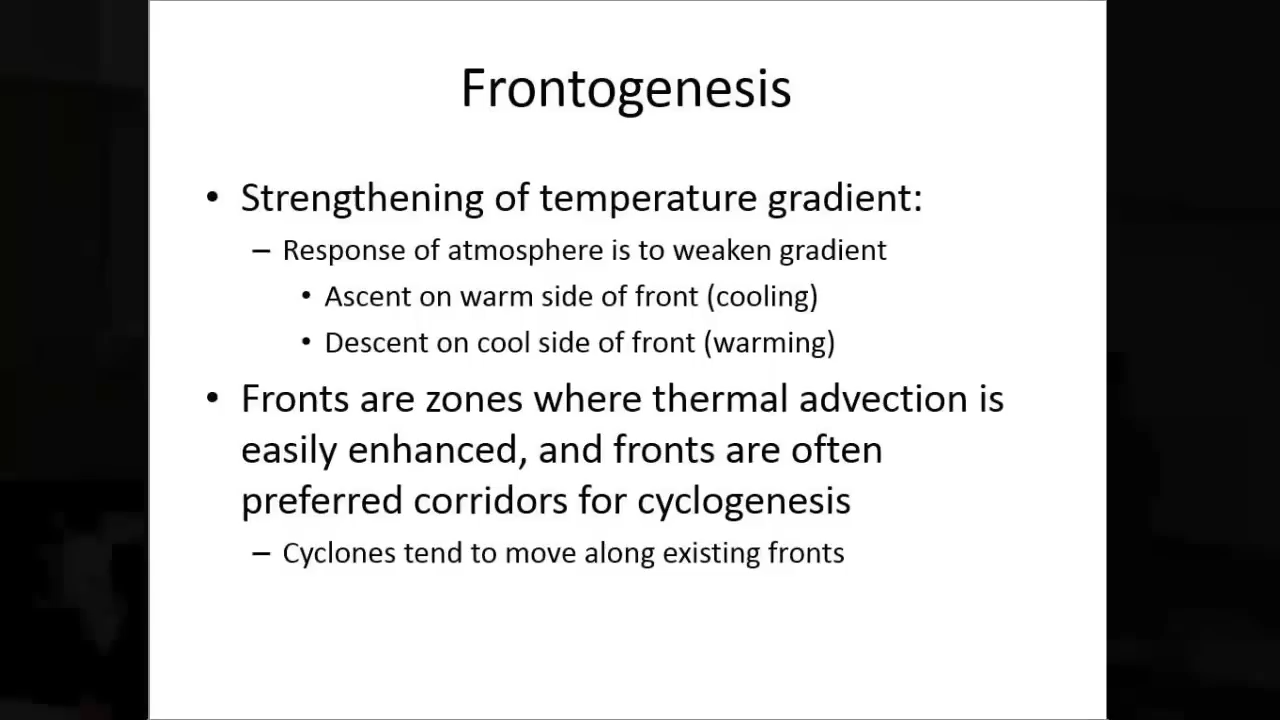 Frontogenesis
• Strengthening of temperature gradient:
– Response of atmosphere is to weaken gradient
• Ascent on warm side of front (cooling)
• Descent on cool side of front (warming)
• Fronts are zones where thermal advection is
easily enhanced, and fronts are often
preferred corridors for cyclogenesis
– Cyclones tend to move along existing fronts